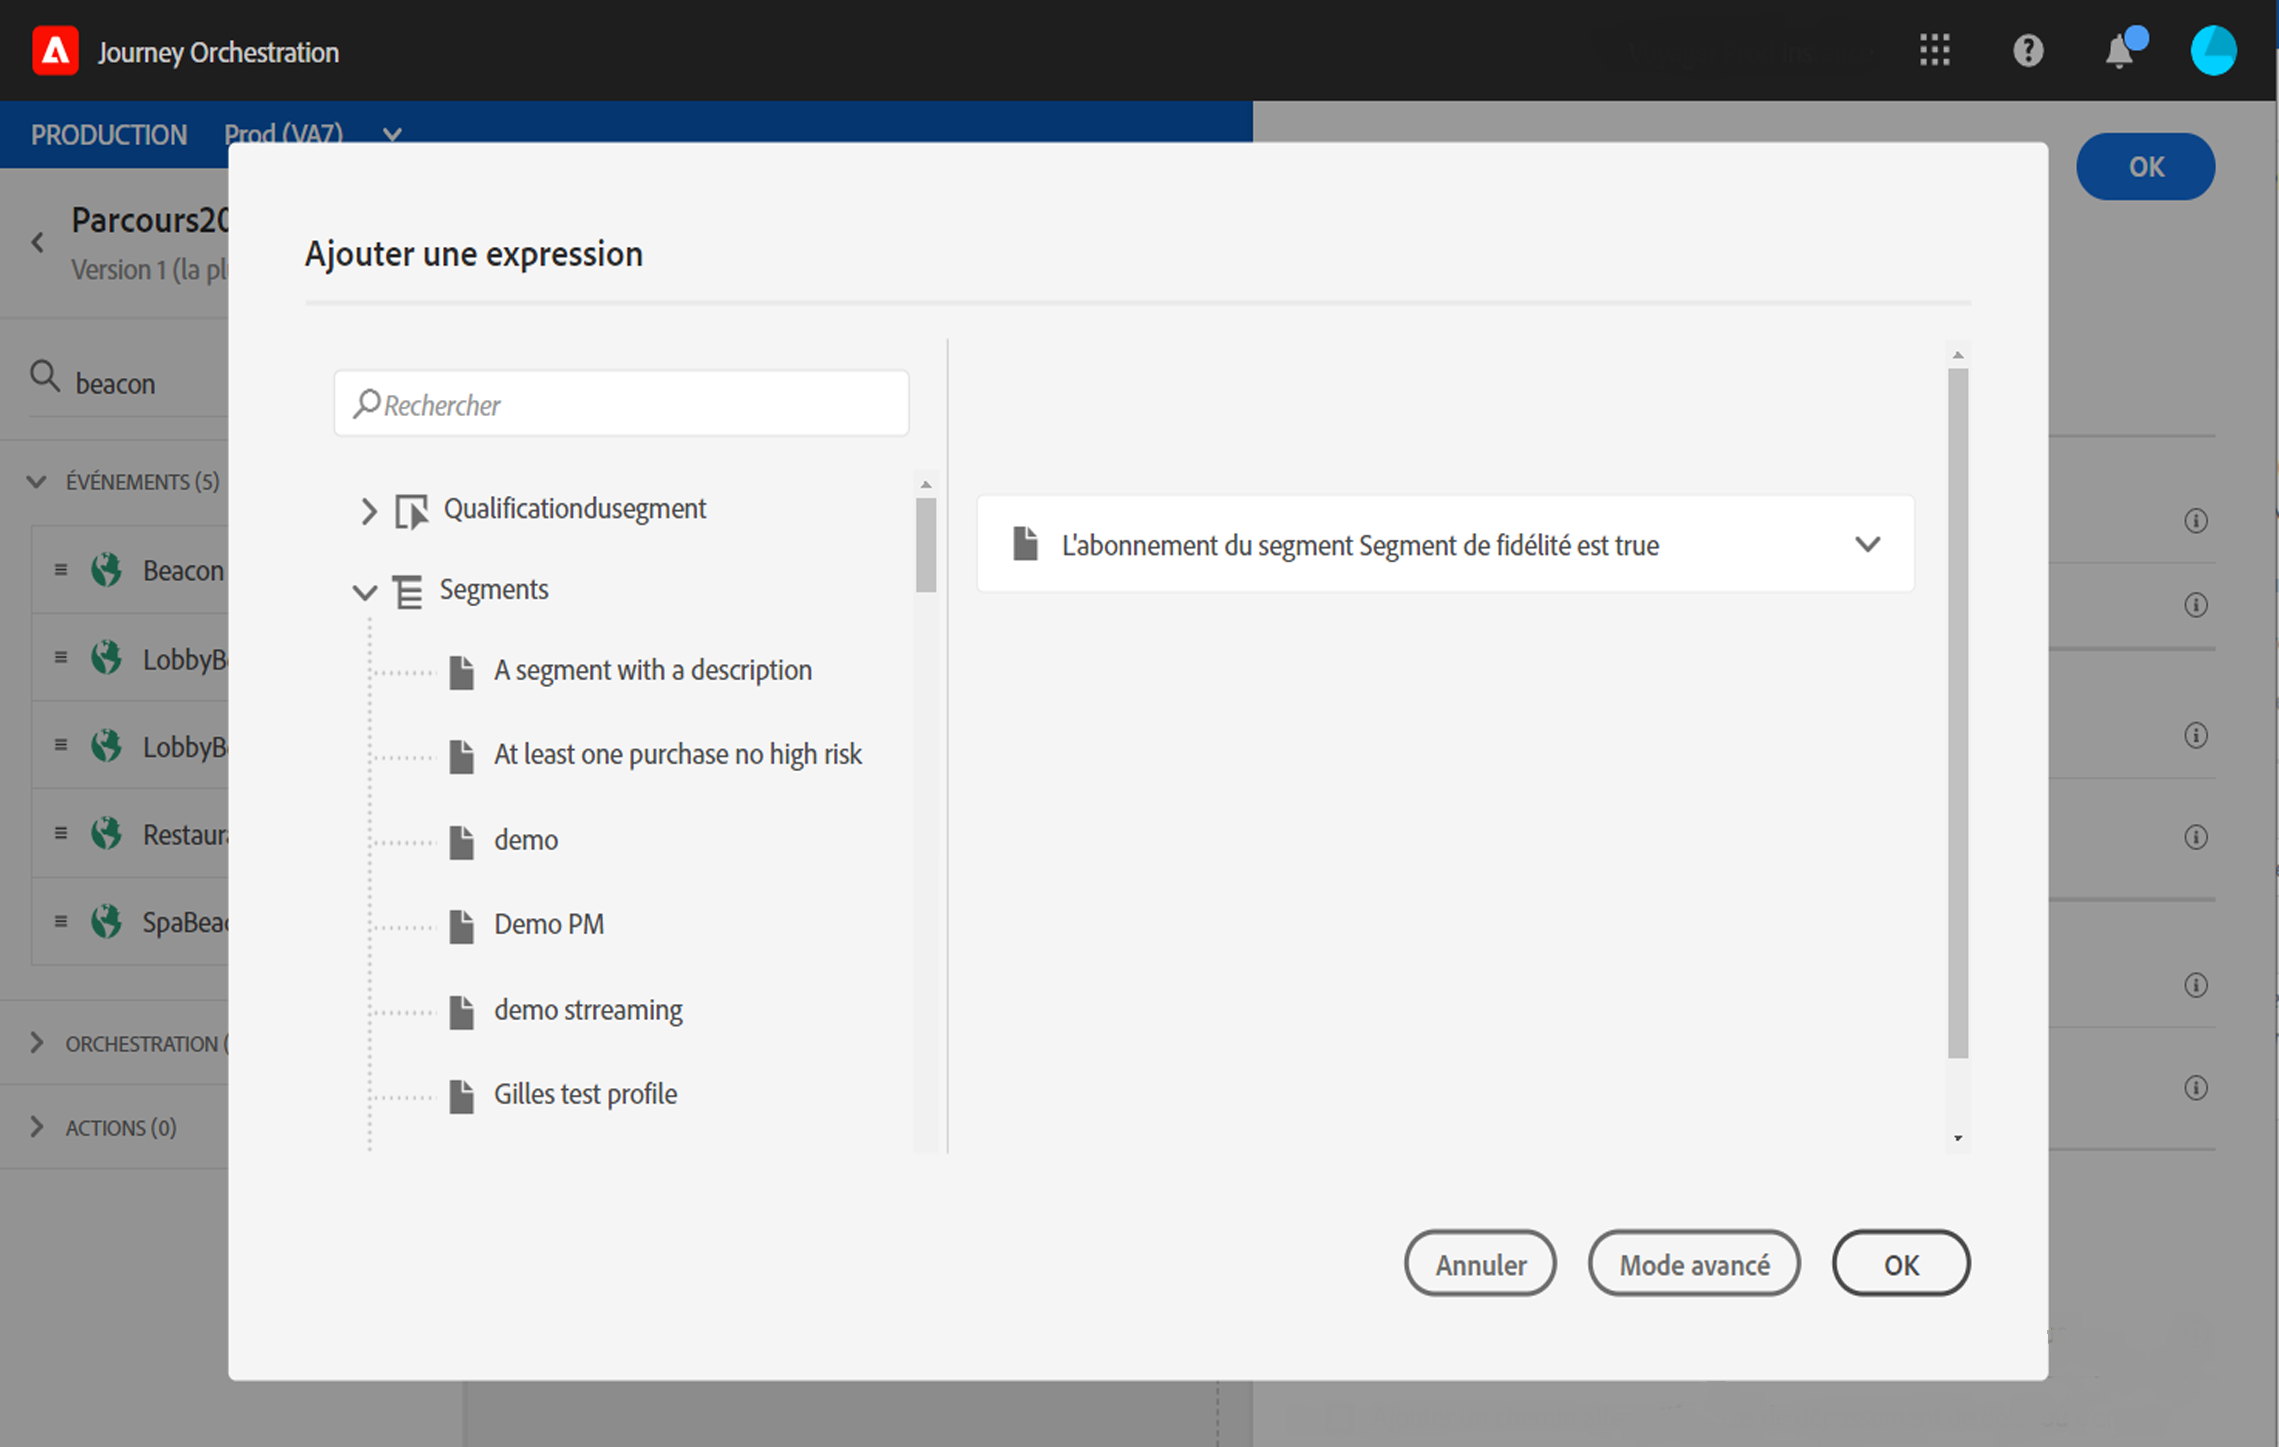 Journey Orchestration
PRODUCTION Prod (VA7)
OK
Parcours20
Version 1 (la pl
beacon
ÉVÉNEMENTS (5)
Beacon
LobbyB
LobbyB
Restaur
SpaBeac
ORCHESTRATION (
ACTIONS (0)
Ajouter une expression
Rechercher
Qualificationdusegment
Segments
A segment with a description
At least one purchase no high risk
demo
Demo PM
demo strreaming
Gilles test profile
L'abonnement du segment Segment de fidélité est true
Annuler Mode avancé OK